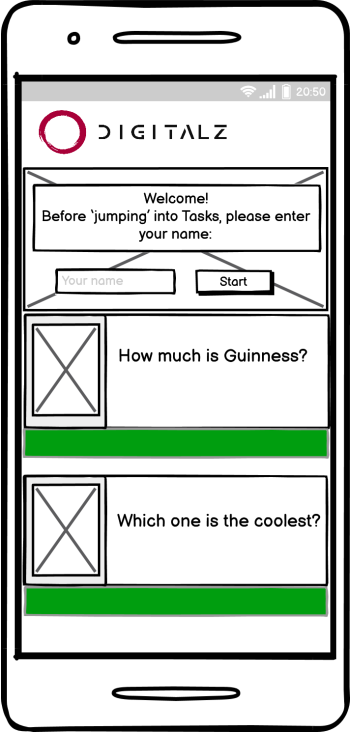 20:50
DIGITALZ
Welcome!
Before ‘jumping’ into Tasks, please enter
your name:
Your name
Start
How much is Guinness?
Which one is the coolest?